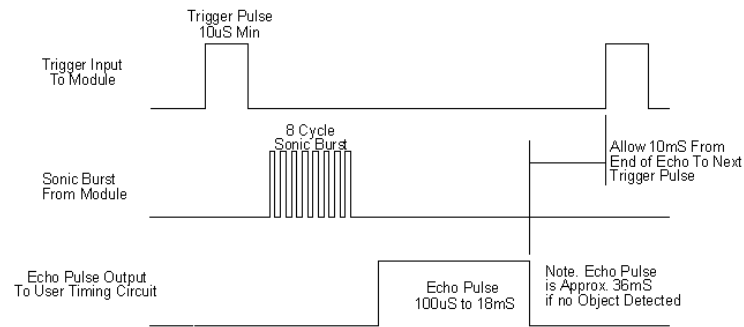 Trigger Pulse
10uS Min
Trigger Input
To Module
8 Cycle
Sonic Burst
Allow 10mS From
End of Echo To Next
Trigger Pulse
Sonic Burst
From Module
Echo Pulse Output
To User Timing Circuit
Echo Pulse
100uS to 18mS
Note. Echo Pulse
is Approx. 36mS
if no Object Detected